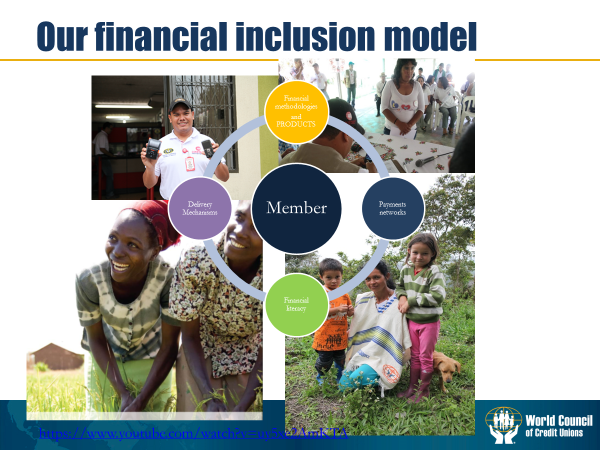 Our financial inclusion model
Financial
methodologies
and
PRODUCTS
Delivery
Mechanisms
Member
Payments
networks
Financial
literacy
World Council
of Credit Unions